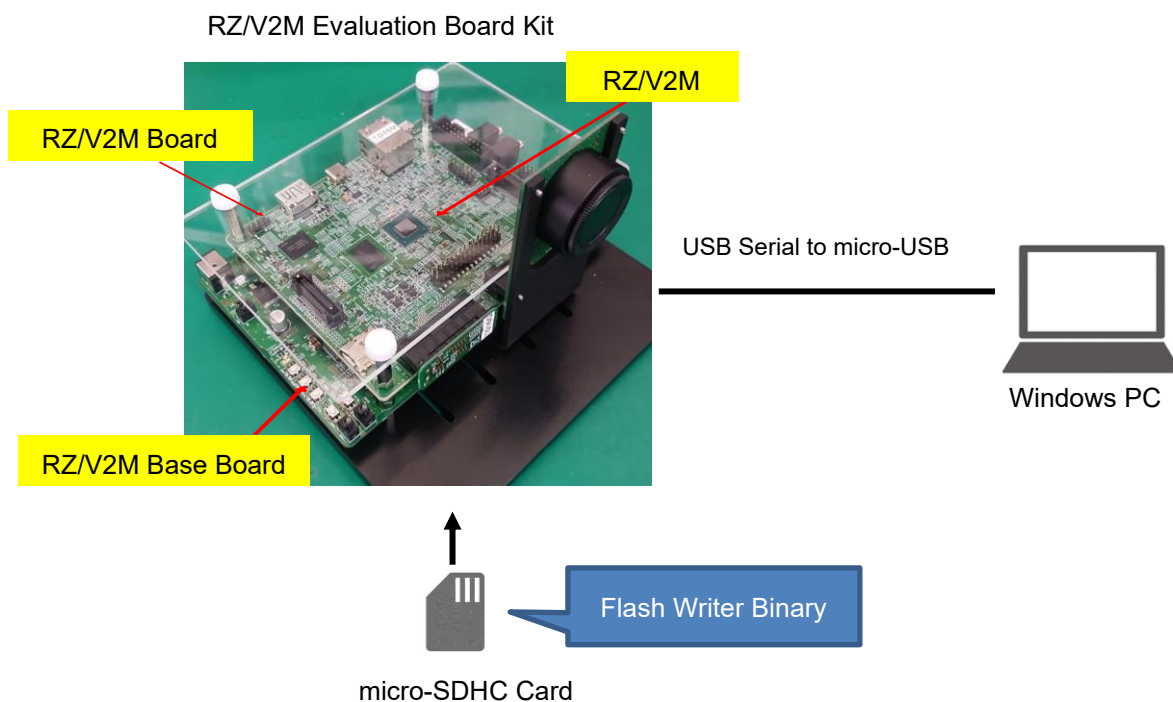 RZ/V2M Evaluation Board Kit
RZ/V2M
RZ/V2M Board
USB Serial to micro-USB
Windows PC
RZ/V2M Base Board
Flash Writer Binary
micro-SDHC Card